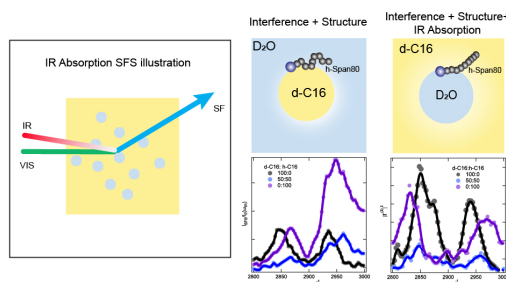 IR Absorption SFS illustration
IR
VIS
SF
Interference + Structure
D₂O
h-Span80
d-C16
Interference + Structure+
IR Absorption
d-C16
h-Span80
D₂O
d-C16: h-C16
100:0
50:50
0:100
2800
2850
2900
2950
3000
d-C16:h-C16
100:0
50:50
0:100
2800
2850
2900
2950
3000